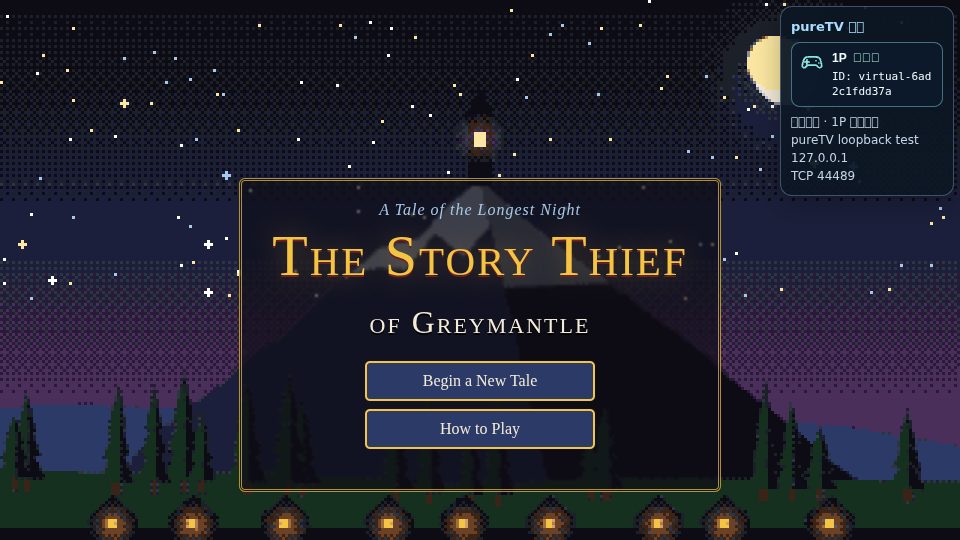 A Tale of the Longest Night
The Story Thief
of Greymantle
Begin a New Tale
How to Play
pureTV
1P
ID: virtual-6ad
2c1fdd37a
· 1P
pureTV loopback test
127.0.0.1
TCP 44489